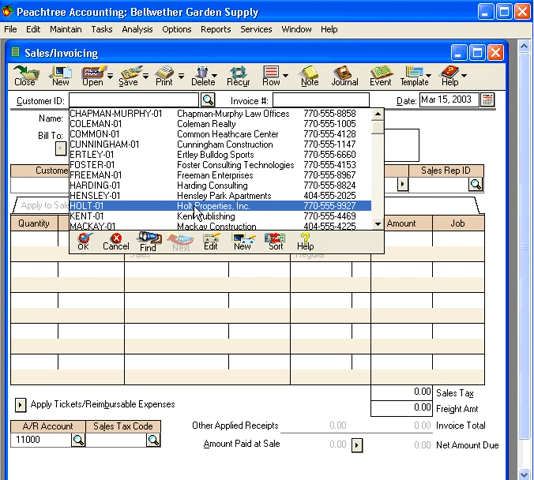 Peachtree Accounting: Bellwether Garden Supply
File Edit Maintain Tasks Analysis Options Reports Services Window Help
Sales/Invoicing
Close New Open Save Print Delete Recur Row Note Journal Event Template Help
Customer ID: Invoice #: Date: Mar 15, 2003
Name:
Bill To:
CHAPMAN-MURPHY-01 Chapman-Murphy Law Offices 770-555-8858
COLEMAN-01 Coleman Realty 770-555-1005
COMMON-01 Common Heathcare Center 770-555-4128
CUNNINGHAM-01 Cunningham Construction 770-555-1147
ERTLEY-01 Ertley Bulldog Sports 770-555-6660
FOSTER-01 Foster Consulting Technologies 770-555-4153
FREEMAN-01 Freeman Enterprises 770-555-8967
HARDING-01 Harding Consulting 770-555-8824
HENSLEY-01 Hensley Park Apartments 404-555-2025
HOLT-01 Holt Properties, Inc. 770-555-9927
KENT-01 Kent Publishing 770-555-4469
MACKAY-01 Mackay Construction 404-555-4225
OK Cancel Find Next Edit New Sort Help
Custome Sales Rep ID
Apply to Sale
Quantity Amount Job
Sales Regular
0.00 Sales Tax
0.00 Freight Amt
Apply Tickets/Reimbursable Expenses
A/R Account Sales Tax Code
11000
Other Applied Receipts 0.00 0.00 Invoice Total
Amount Paid at Sale 0.00 0.00 Net Amount Due